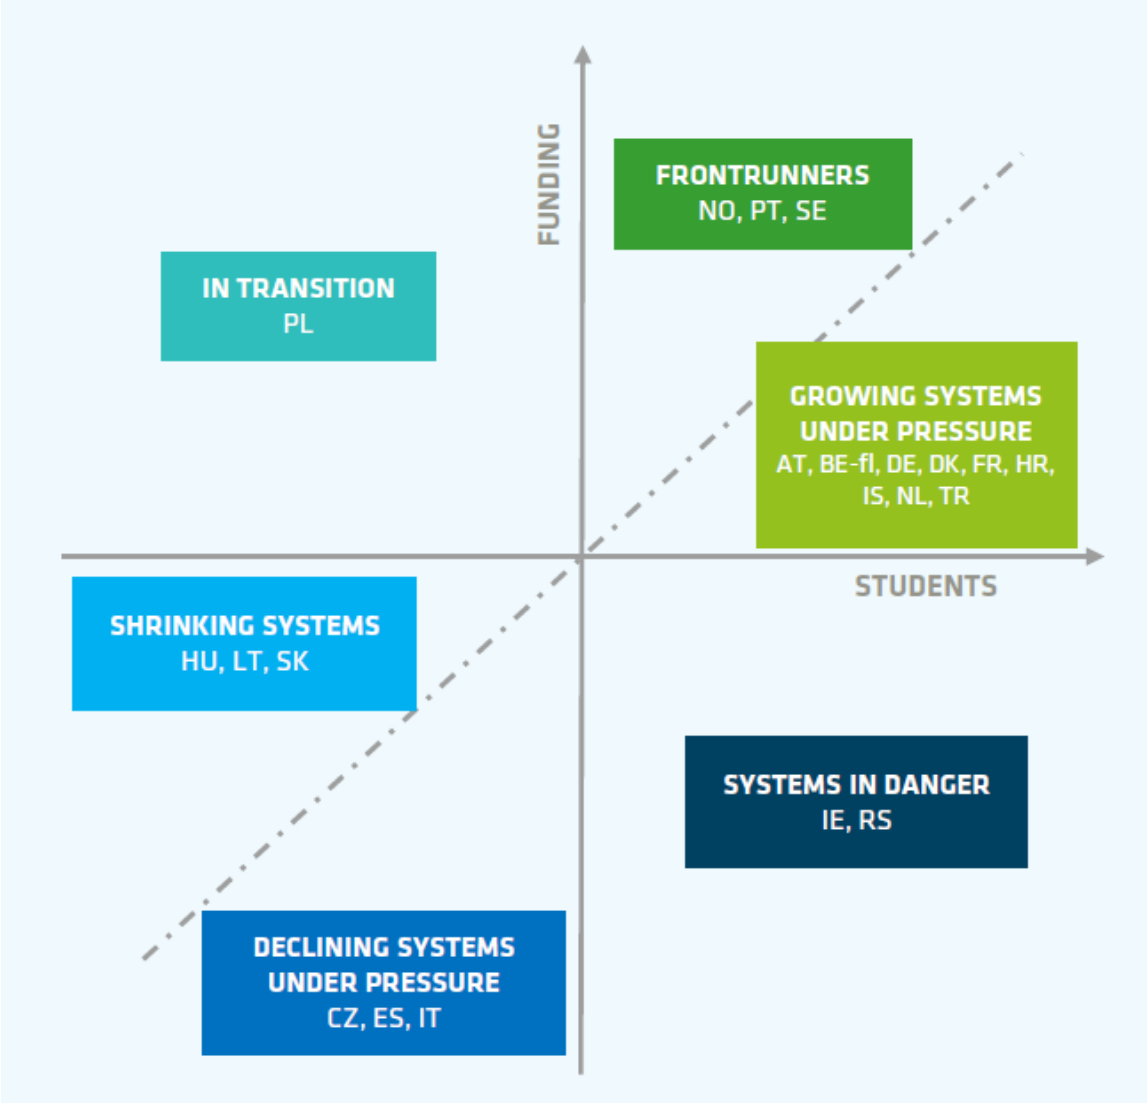 FUNDING
FRONTRUNNERS
NO, PT, SE
IN TRANSITION
PL
GROWING SYSTEMS
UNDER PRESSURE
AT, BE-fl, DE, DK, FR, HR,
IS, NL, TR
STUDENTS
SHRINKING SYSTEMS
HU, LT, SK
SYSTEMS IN DANGER
IE, RS
DECLINING SYSTEMS
UNDER PRESSURE
CZ, ES, IT